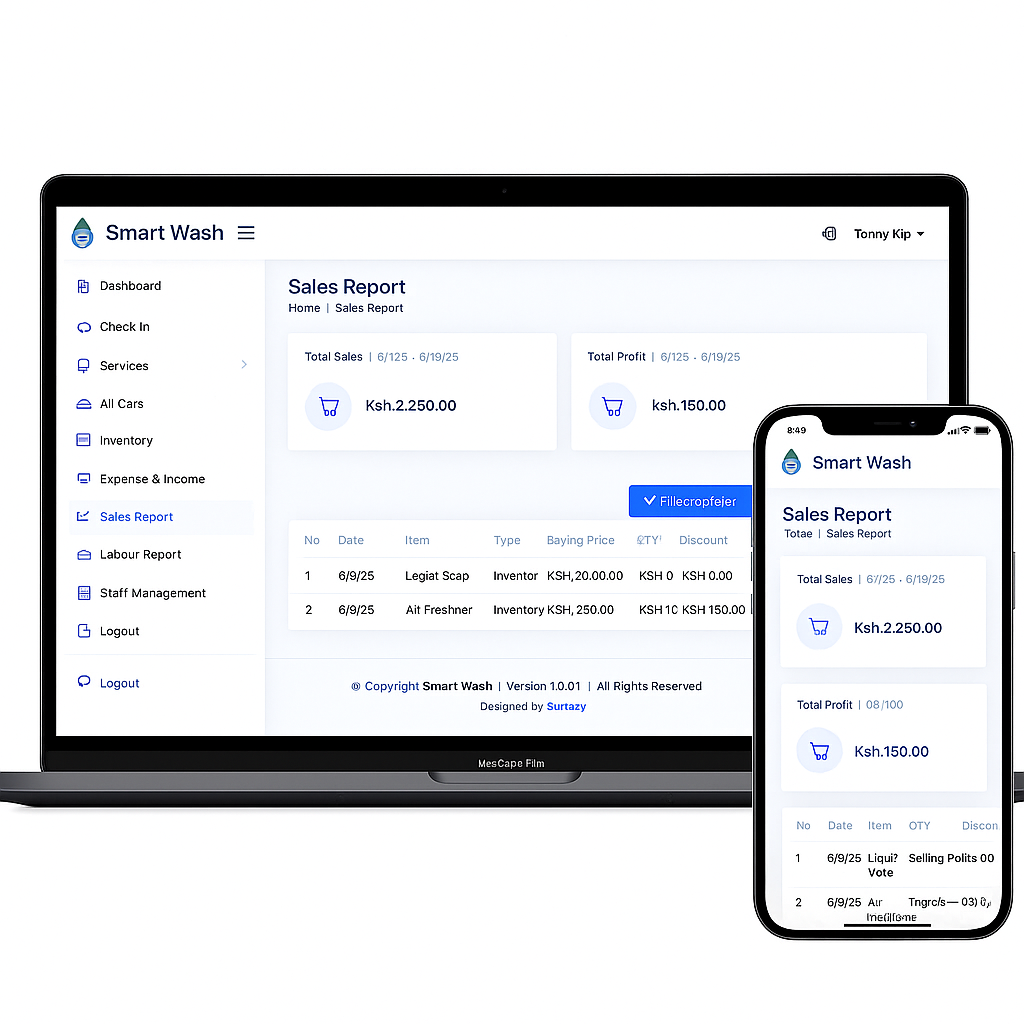 Smart Wash
Tonny Kip
Dashboard
Check In
Services
All Cars
Inventory
Expense & Income
Sales Report
Labour Report
Staff Management
Logout
Logout
Sales Report
Home | Sales Report
Total Sales | 6/125 - 6/19/25
Ksh.2.250.00
Total Profit | 6/125 - 6/19/25
ksh.150.00
Fillecropfejer
No Date Item Type Baying Price QTY Discount
1 6/9/25 Legiat Scap Inventor KSH,20.00.00 KSH 0 KSH 0.00
2 6/9/25 Ait Freshner Inventory KSH, 250.00 KSH 10 KSH 150.00
© Copyright Smart Wash | Version 1.0.01 | All Rights Reserved
Designed by Surtazy
MesCape Film
8:49
Smart Wash
Sales Report
Totae | Sales Report
Total Sales | 67/25 - 6/19/25
Ksh.2.250.00
Total Profit | 08/100
Ksh.150.00
No Date Item OTY Discon
1 6/9/25 Liqui? Selling Polits 00
Vote
2 6/9/25 Air